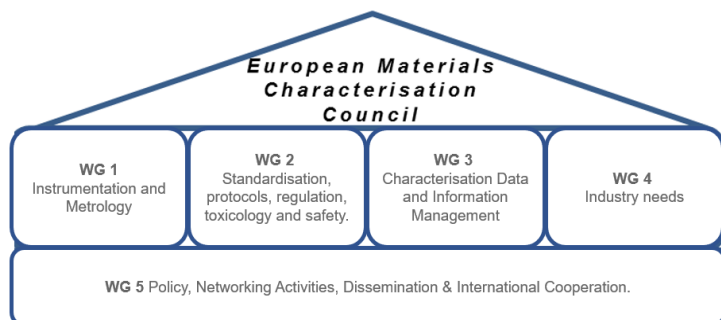 European Materials
Characterisation
Council
WG 1
Instrumentation and
Metrology
WG 2
Standardisation,
protocols, regulation,
toxicology and safety.
WG 3
Characterisation Data
and Information
Management
WG 4
Industry needs
WG 5 Policy, Networking Activities, Dissemination & International Cooperation.